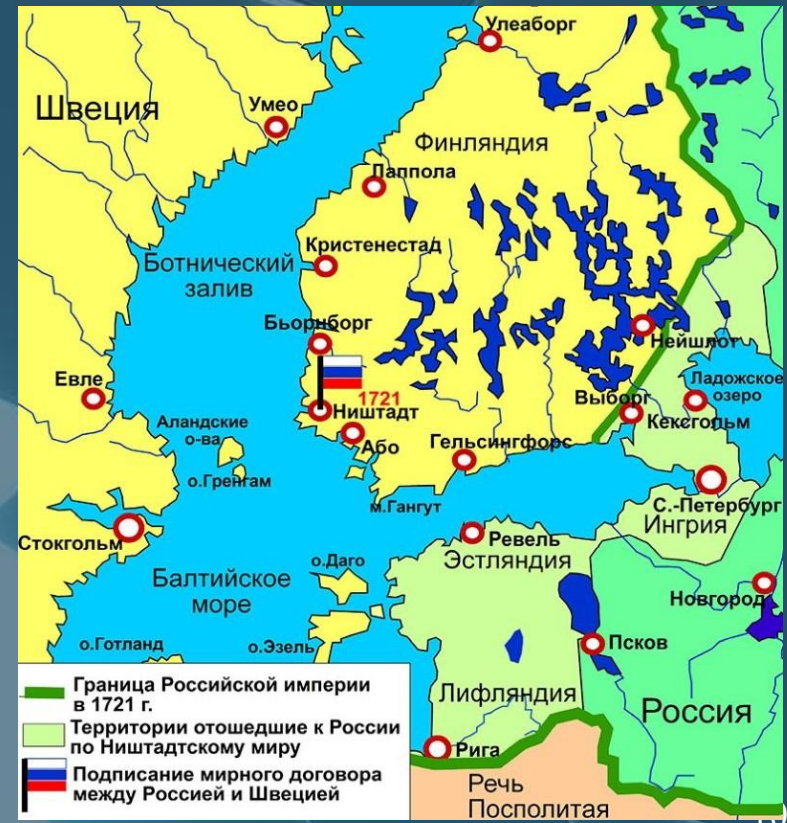 Улеаборг
Швеция
Умео
Финляндия
Лаппола
Кристенестад
Ботнический
залив
Бьорнборг
Нейшлот
Евле
1721
Ништадт
Ладожское
озеро
Выборг
Кексгольм
Аландские
о-ва
Або
Гельсингфорс
о.Гренгам
м.Гангут
С.-Петербург
Ингрия
Стокгольм
Ревель
Эстляндия
о.Даго
Балтийское
море
Новгород
о.Готланд
о.Эзель
Псков
Лифляндия
Россия
Рига
Речь
Посполитая
Граница Российской империи
в 1721 г.
Территории отошедшие к России
по Ништадтскому миру
Подписание мирного договора
между Россией и Швецией